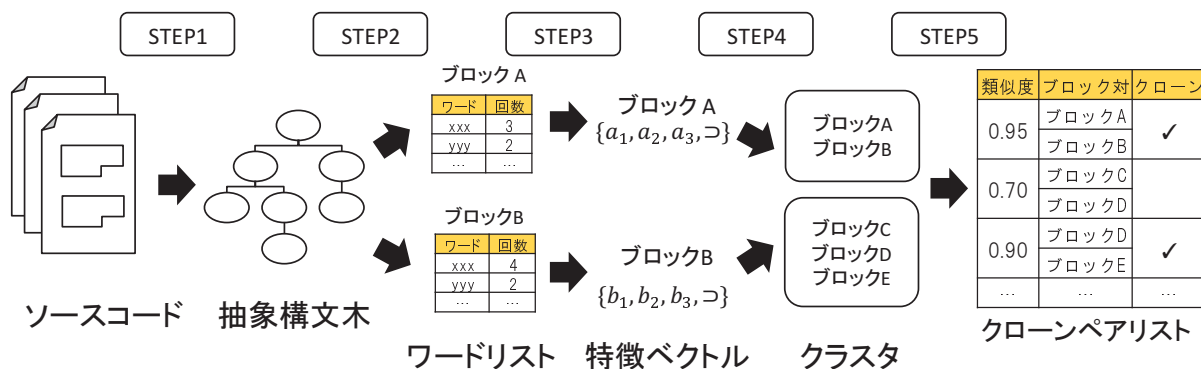 STEP1
STEP2
STEP3
STEP4
STEP5
ソースコード
抽象構文木
ブロック A
ワード 回数
xxx 3
yyy 2
... ...
ブロックB
ワード 回数
xxx 4
yyy 2
... ...
ワードリスト
ブロック A
{a₁, a₂, a₃, ⊃}
ブロックB
{b₁, b₂, b₃, ⊃}
特徴ベクトル
ブロックA
ブロックB
ブロックC
ブロックD
ブロックE
クラスタ
類似度 ブロック対 クローン
0.95 ブロックA ✓
ブロックB
0.70 ブロックC
ブロックD
0.90 ブロックD ✓
ブロックE
... ... ...
クローンペアリスト